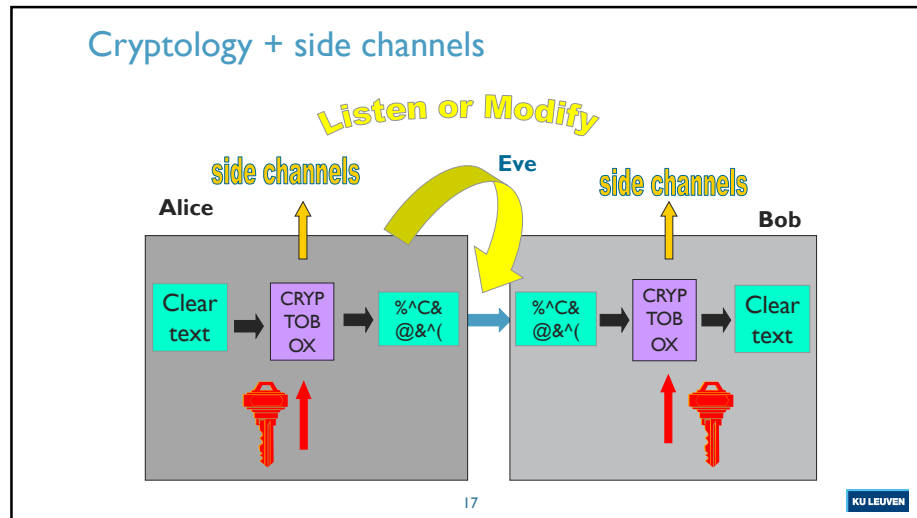 Cryptology + side channels
Listen or Modify
Eve
side channels
side channels
Alice
Bob
Clear
text
CRYP
TOB
OX
%^C&
@&^(
%^C&
@&^(
CRYP
TOB
OX
Clear
text
17
KU LEUVEN